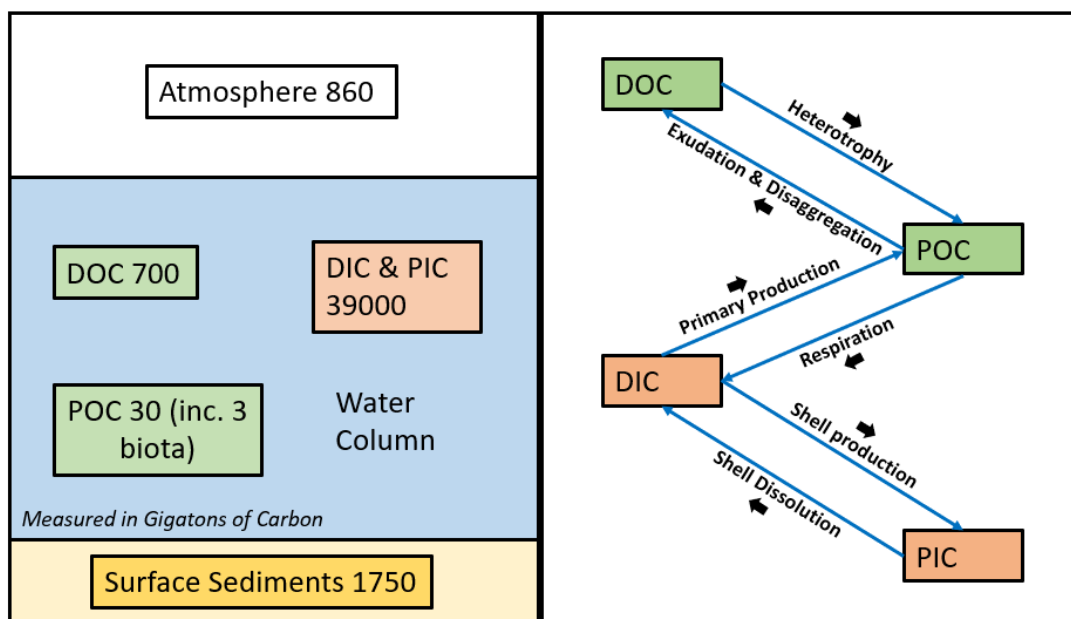 Atmosphere 860
DOC 700
DIC & PIC
39000
POC 30 (inc. 3
biota)
Water
Column
Measured in Gigatons of Carbon
Surface Sediments 1750
DOC
Heterotrophy
Exudation & Disaggregation
POC
Primary Production
Respiration
DIC
Shell production
Shell Dissolution
PIC